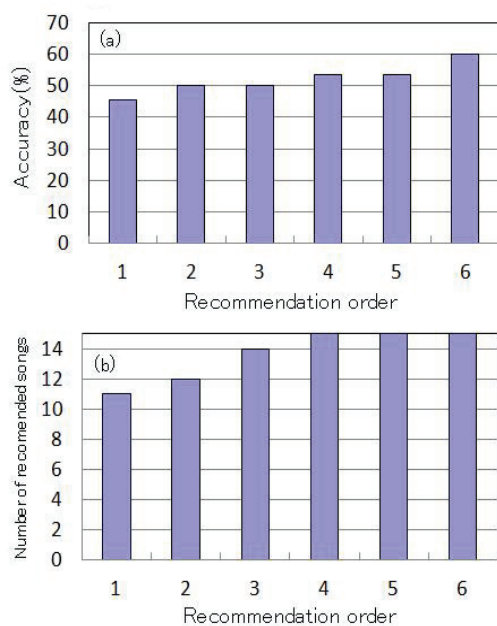 (a)
Accuracy(%)
70
60
50
40
30
20
10
0
1 2 3 4 5 6
Recommendation order
(b)
Number of recomended songs
14
12
10
8
6
4
2
0
1 2 3 4 5 6
Recommendation order